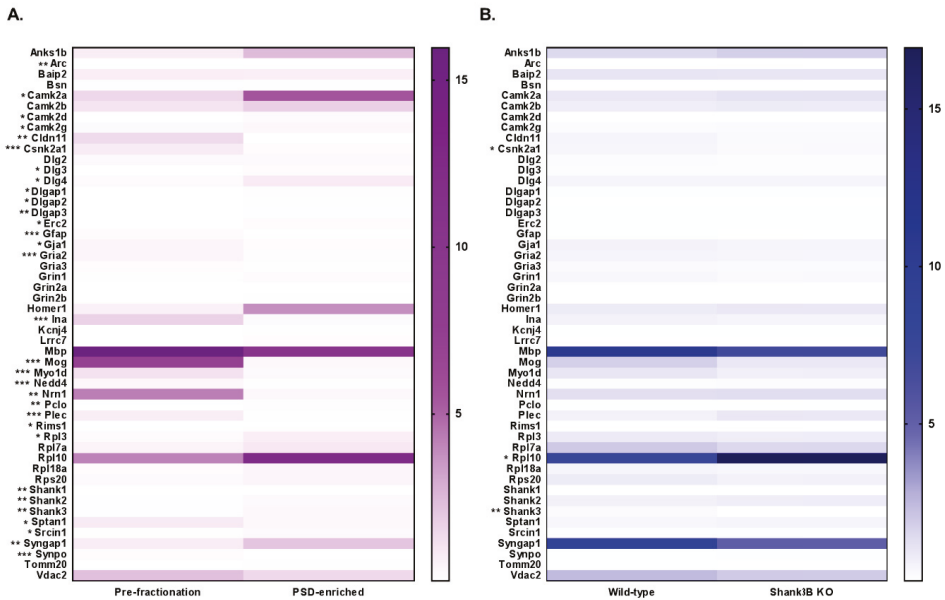 A.
Anks1b
** Arc
Baip2
Bsn
* Camk2a
Camk2b
* Camk2d
* Camk2g
** Cldn11
*** Csnk2a1
Dlg2
* Dlg3
* Dlg4
* Dlgap1
* Dlgap2
** Dlgap3
* Erc2
*** Gfap
* Gja1
*** Gria2
Gria3
Grin1
Grin2a
Grin2b
Homer1
*** Ina
Kcnj4
Lrrc7
Mbp
*** Mog
*** Myo1d
*** Nedd4
** Nrn1
** Pclo
*** Plec
* Rims1
* Rpl3
Rpl7a
Rpl10
Rpl18a
Rps20
** Shank1
** Shank2
** Shank3
* Sptan1
* Srcin1
** Syngap1
*** Synpo
Tomm20
Vdac2
Pre-fractionation
PSD-enriched
15
10
5
B.
Anks1b
Arc
Baip2
Bsn
Camk2a
Camk2b
Camk2d
Camk2g
Cldn11
* Csnk2a1
Dlg2
Dlg3
Dlg4
Dlgap1
Dlgap2
Dlgap3
Erc2
Gfap
Gja1
Gria2
Gria3
Grin1
Grin2a
Grin2b
Homer1
Ina
Kcnj4
Lrrc7
Mbp
Mog
Myo1d
Nedd4
Nrn1
Pclo
Plec
Rims1
Rpl3
Rpl7a
* Rpl10
Rpl18a
Rps20
Shank1
Shank2
** Shank3
Sptan1
Srcin1
Syngap1
Synpo
Tomm20
Vdac2
Wild-type
Shank3B KO
15
10
5